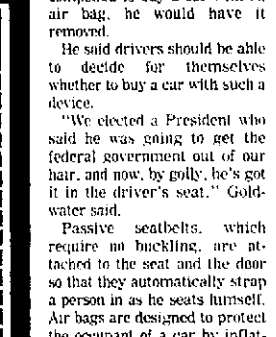 air bag, he would have it
removed.
He said drivers should be able
to decide for themselves
whether to buy a car with such a
device.
"We elected a President who
said he was going to get the
federal government out of our
hair, and now, by golly, he's got
it in the driver's seat." Gold-
water said.
Passive seatbelts, which
require no buckling, are at-
tached to the seat and the door
so that they automatically strap
a person in as he seats himself.
Air bags are designed to protect
the occupant of a car by inflat-